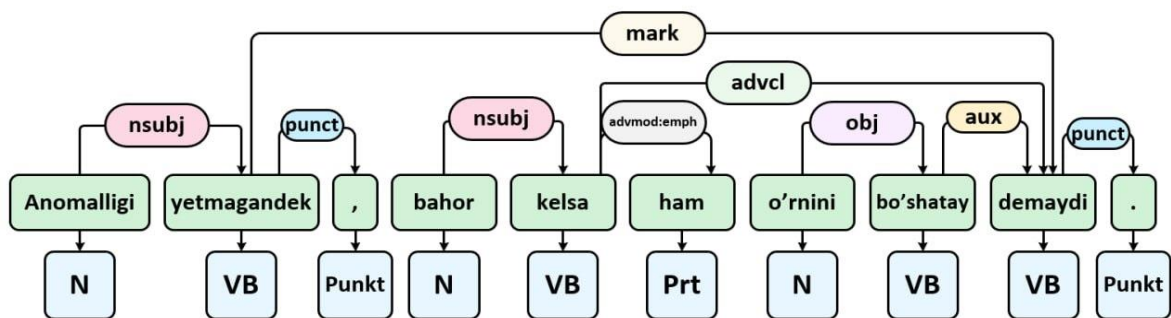 mark
advcl
nsubj punct nsubj advmod:emph obj aux punct
Anomalligi yetmagandek , bahor kelsa ham o'rnini bo'shatay demaydi .
N VB Punkt N VB Prt N VB VB Punkt